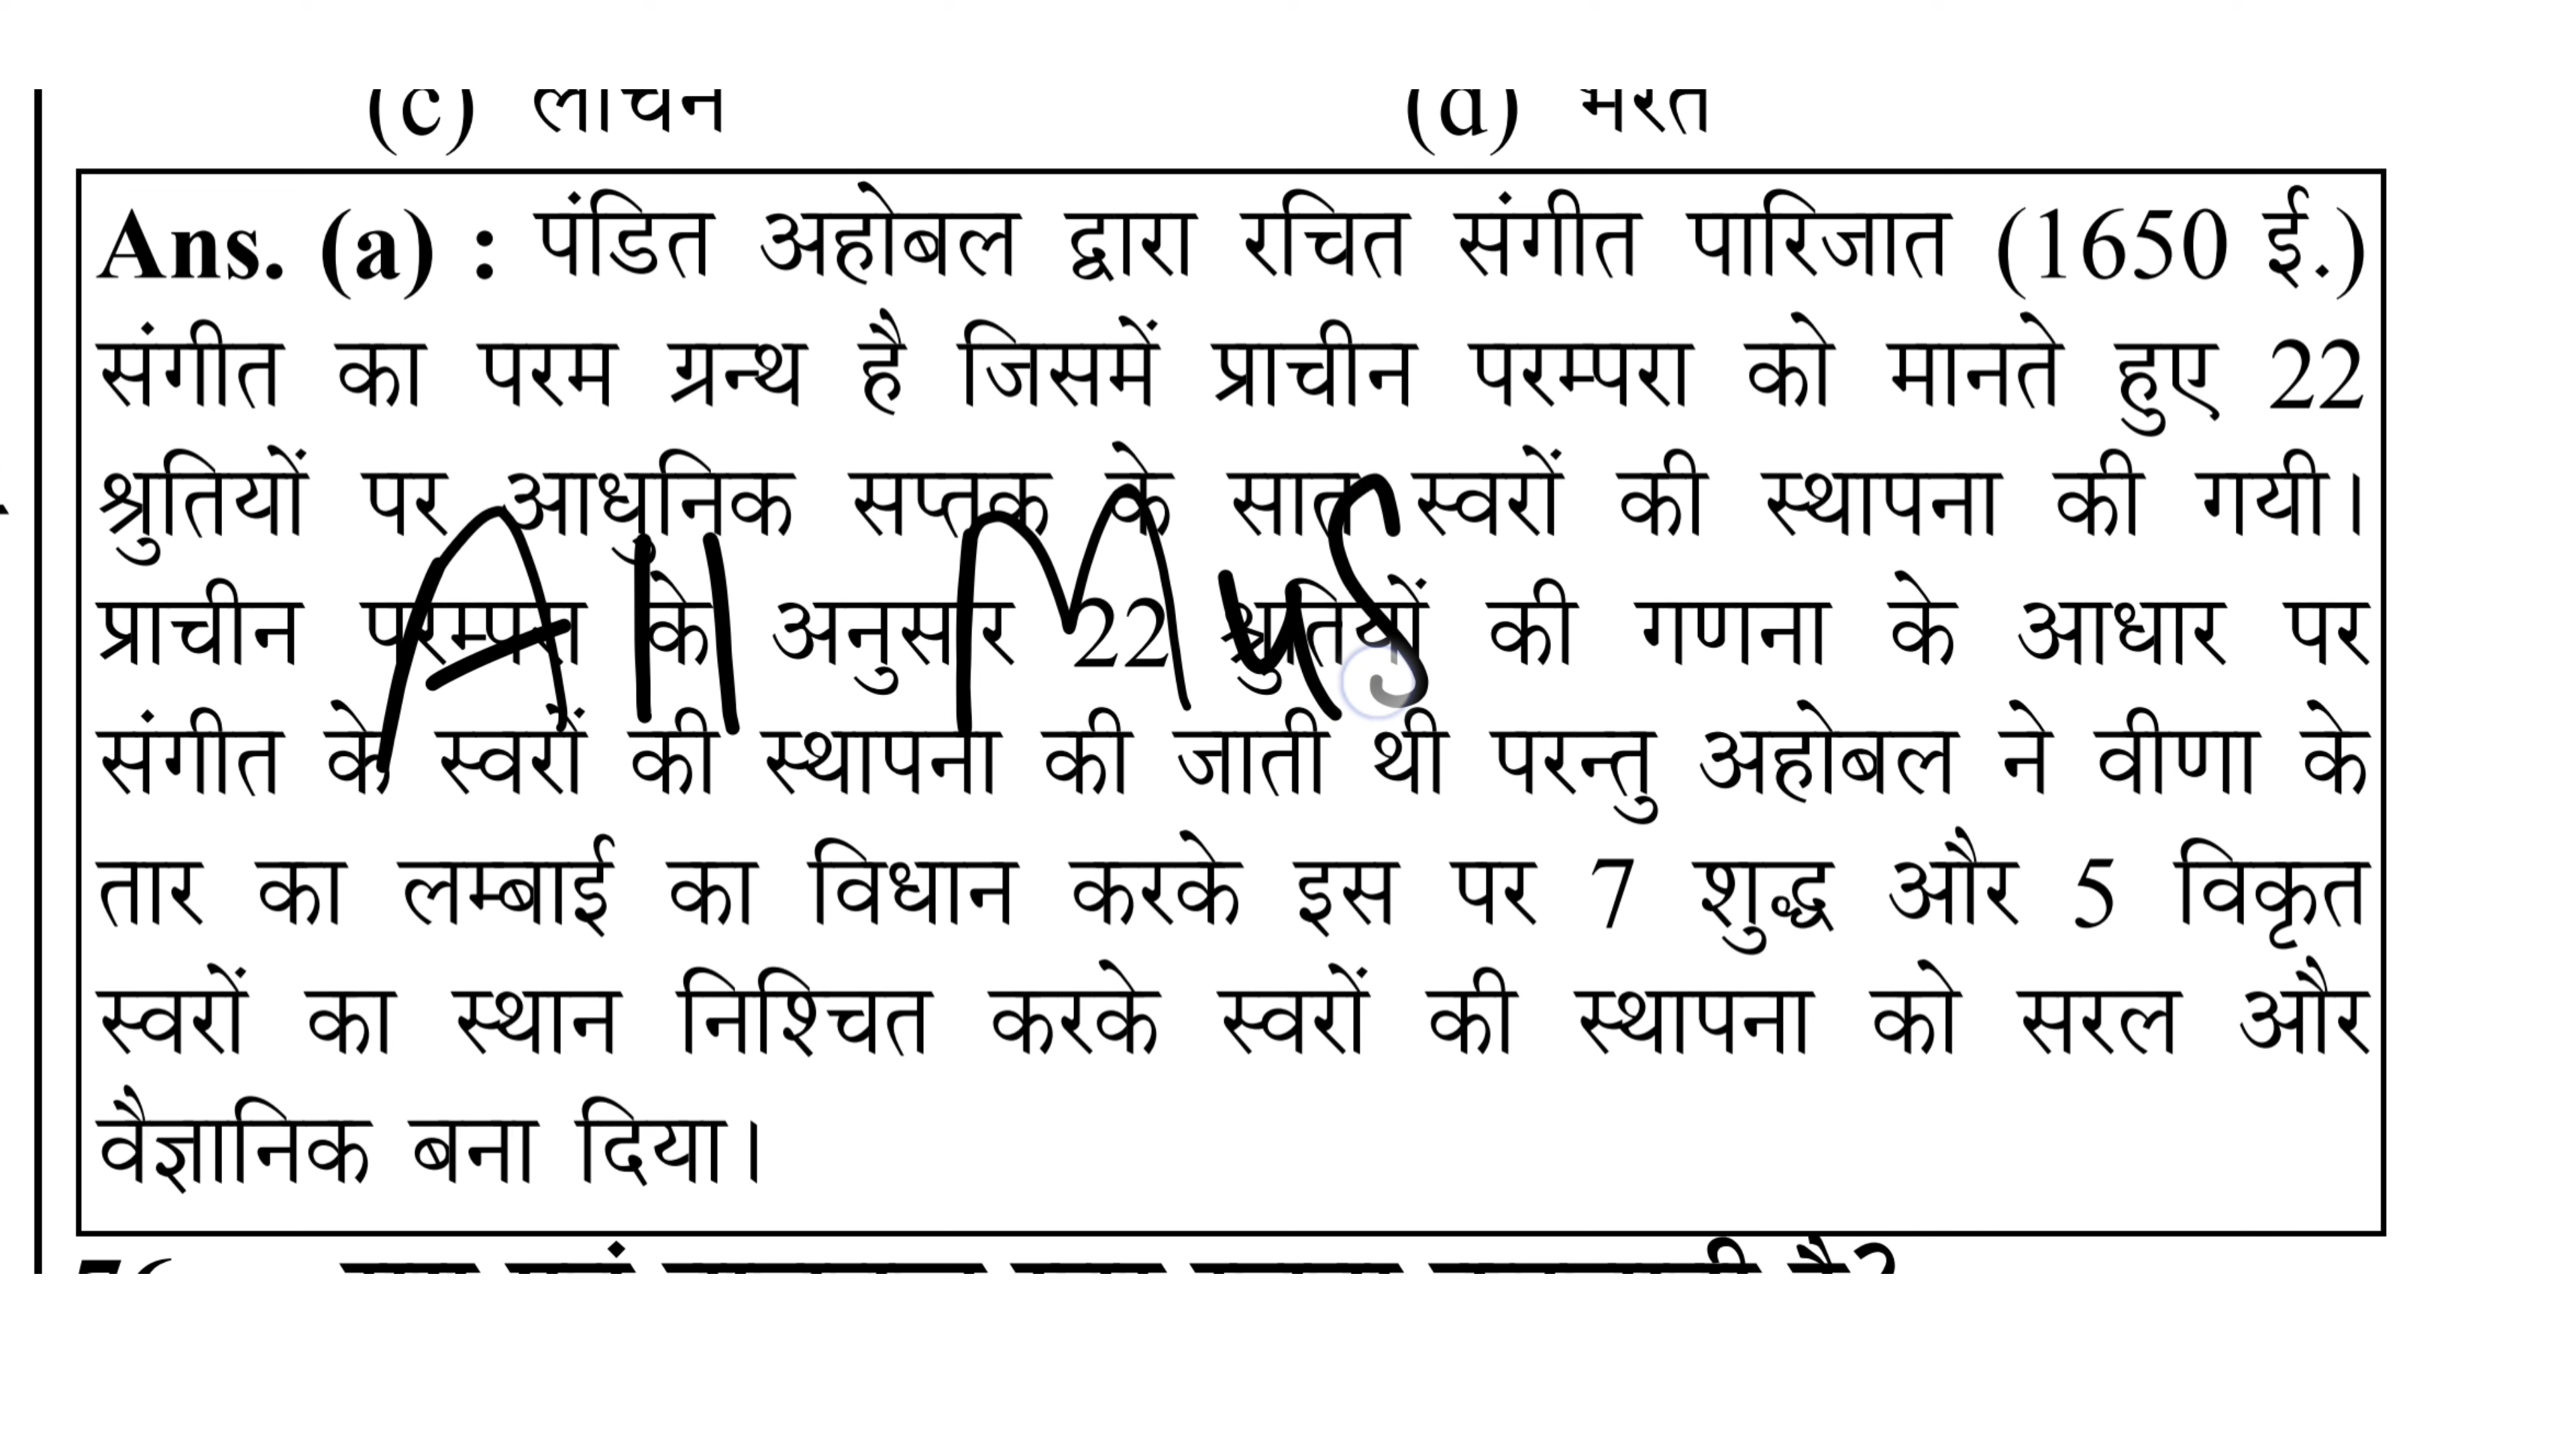 (c) लोचन (d) भरत
Ans. (a) : पंडित अहोबल द्वारा रचित संगीत पारिजात (1650 ई.)
संगीत का परम ग्रन्थ है जिसमें प्राचीन परम्परा को मानते हुए 22
श्रुतियों पर आधुनिक सप्तक के सात स्वरों की स्थापना की गयी।
प्राचीन परम्परा के अनुसार 22 श्रुतियों की गणना के आधार पर
All Mus
संगीत के स्वरों की स्थापना की जाती थी परन्तु अहोबल ने वीणा के
तार का लम्बाई का विधान करके इस पर 7 शुद्ध और 5 विकृत
स्वरों का स्थान निश्चित करके स्वरों की स्थापना को सरल और
वैज्ञानिक बना दिया।